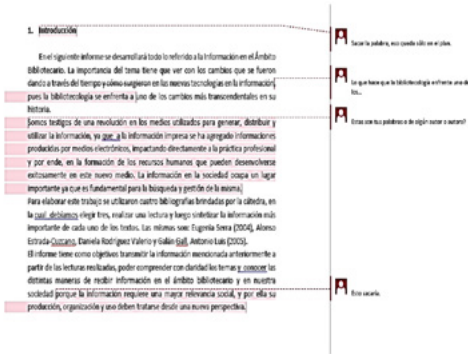 1. Introducción
En el siguiente informe se desarrollará todo lo referido a la Información en el Ámbito
Bibliotecario. La importancia del tema tiene que ver con los cambios que se fueron
dando a través del tiempo y cómo surgieron en las nuevas tecnologías en la información,
pues la bibliotecología se enfrenta a uno de los cambios más transcendentales en su
historia.
Somos testigos de una revolución en los medios utilizados para generar, distribuir y
utilizar la información, ya que a la información impresa se ha agregado informaciones
producidas por medios electrónicos, impactando directamente a la práctica profesional
y por ende, en la formación de los recursos humanos que pueden desenvolverse
exitosamente en este nuevo medio. La información en la sociedad ocupa un lugar
importante ya que es fundamental para la búsqueda y gestión de la misma.
Para elaborar este trabajo se utilizaron cuatro bibliografías brindadas por la cátedra, en
la cual debíamos elegir tres, realizar una lectura y luego sintetizar la información más
importante de cada uno de los textos. Las mismas son: Eugenia Serra (2004), Alonso
Estrada-Cuzcano, Daniela Rodríguez Valerio y Galán-Gall, Antonio Luis (2005).
El informe tiene como objetivos transmitir la información mencionada anteriormente a
partir de las lecturas realizadas, poder comprender con claridad los temas y conocer las
distintas maneras de recibir información en el ámbito bibliotecario y en nuestra
sociedad porque la información requiere una mayor relevancia social, y por ella su
producción, organización y uso deben tratarse desde una nueva perspectiva.
Sacar la palabra, eso queda sólo en el plan.
Lo que hace que la bibliotecología enfrente uno de
los...
Estas son tus palabras o de algún autor o autora?
Esto sacaría.